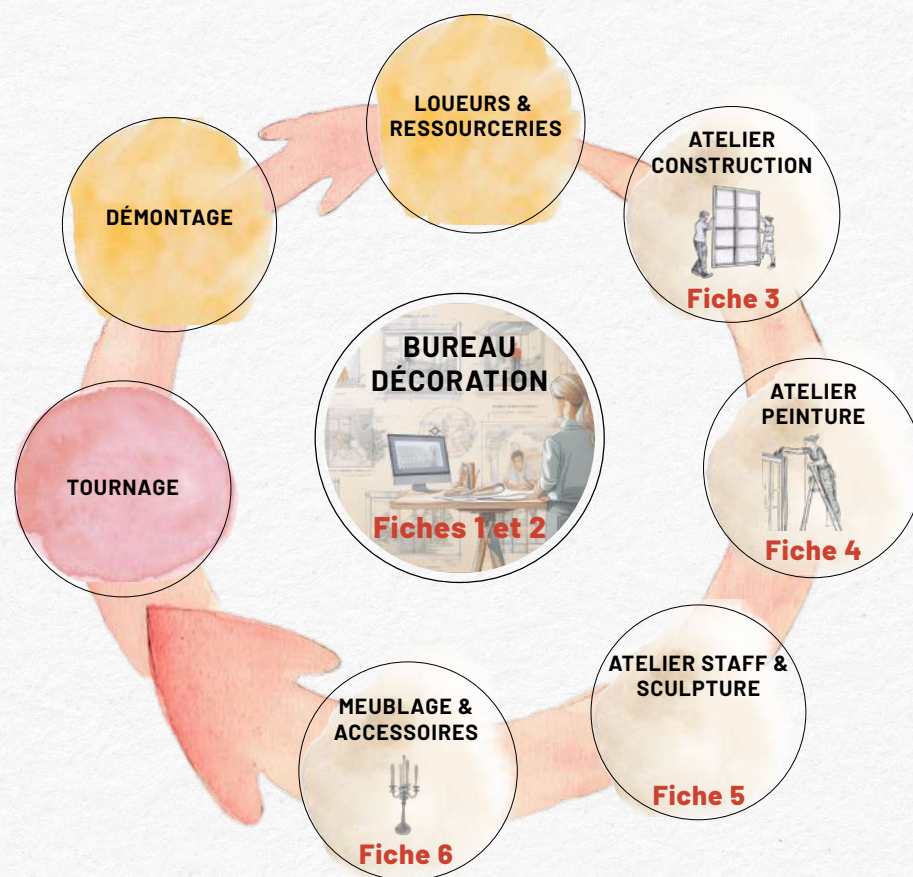 LOUEURS &
RESSOURCERIES
ATELIER
CONSTRUCTION
Fiche 3
ATELIER
PEINTURE
Fiche 4
ATELIER STAFF &
SCULPTURE
Fiche 5
MEUBLAGE &
ACCESSOIRES
Fiche 6
TOURNAGE
DÉMONTAGE
BUREAU
DÉCORATION
Fiches 1 et 2